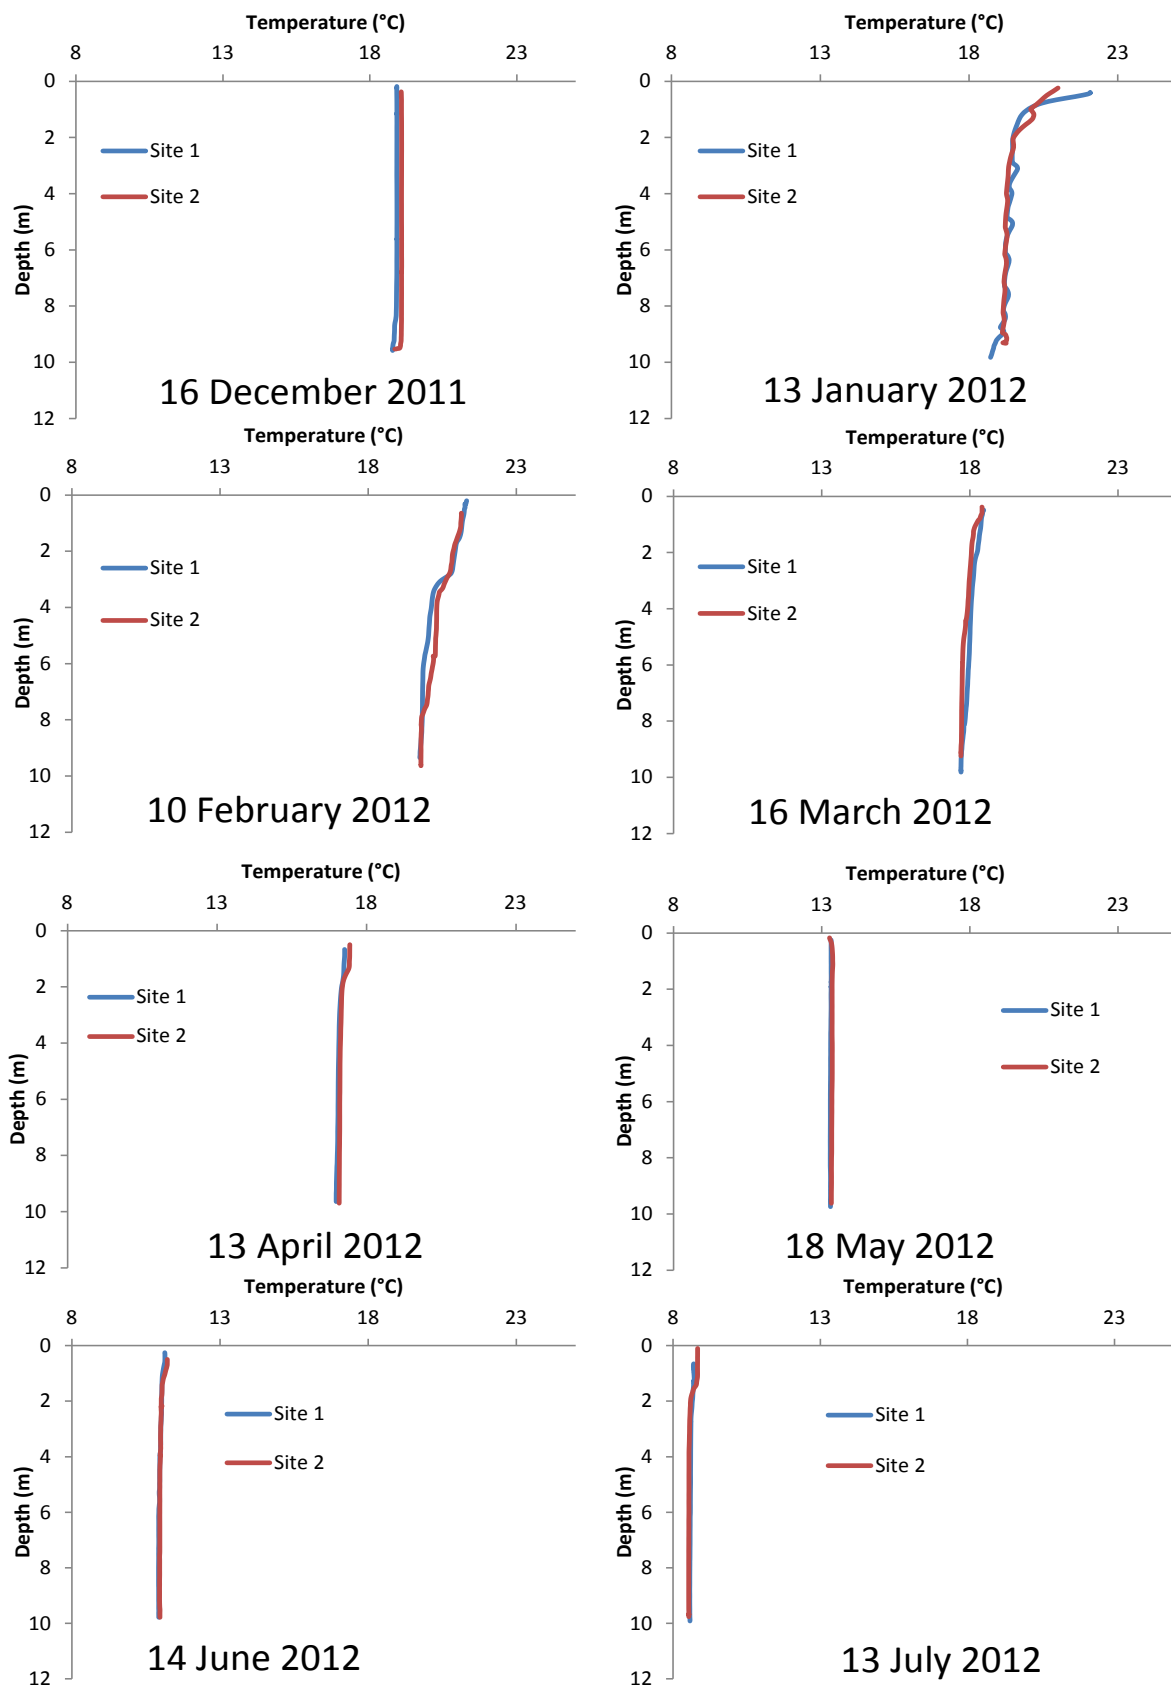 Temperature (°C)
8 13 18 23
0
2
4
6
8
10
12
Depth (m)
Site 1
Site 2
16 December 2011
Temperature (°C)
8 13 18 23
0
2
4
6
8
10
12
Depth (m)
Site 1
Site 2
13 January 2012
Temperature (°C)
8 13 18 23
0
2
4
6
8
10
12
Depth (m)
Site 1
Site 2
10 February 2012
Temperature (°C)
8 13 18 23
0
2
4
6
8
10
12
Depth (m)
Site 1
Site 2
16 March 2012
Temperature (°C)
8 13 18 23
0
2
4
6
8
10
12
Depth (m)
Site 1
Site 2
13 April 2012
Temperature (°C)
8 13 18 23
0
2
4
6
8
10
12
Depth (m)
Site 1
Site 2
18 May 2012
Temperature (°C)
8 13 18 23
0
2
4
6
8
10
12
Depth (m)
Site 1
Site 2
14 June 2012
Temperature (°C)
8 13 18 23
0
2
4
6
8
10
12
Depth (m)
Site 1
Site 2
13 July 2012